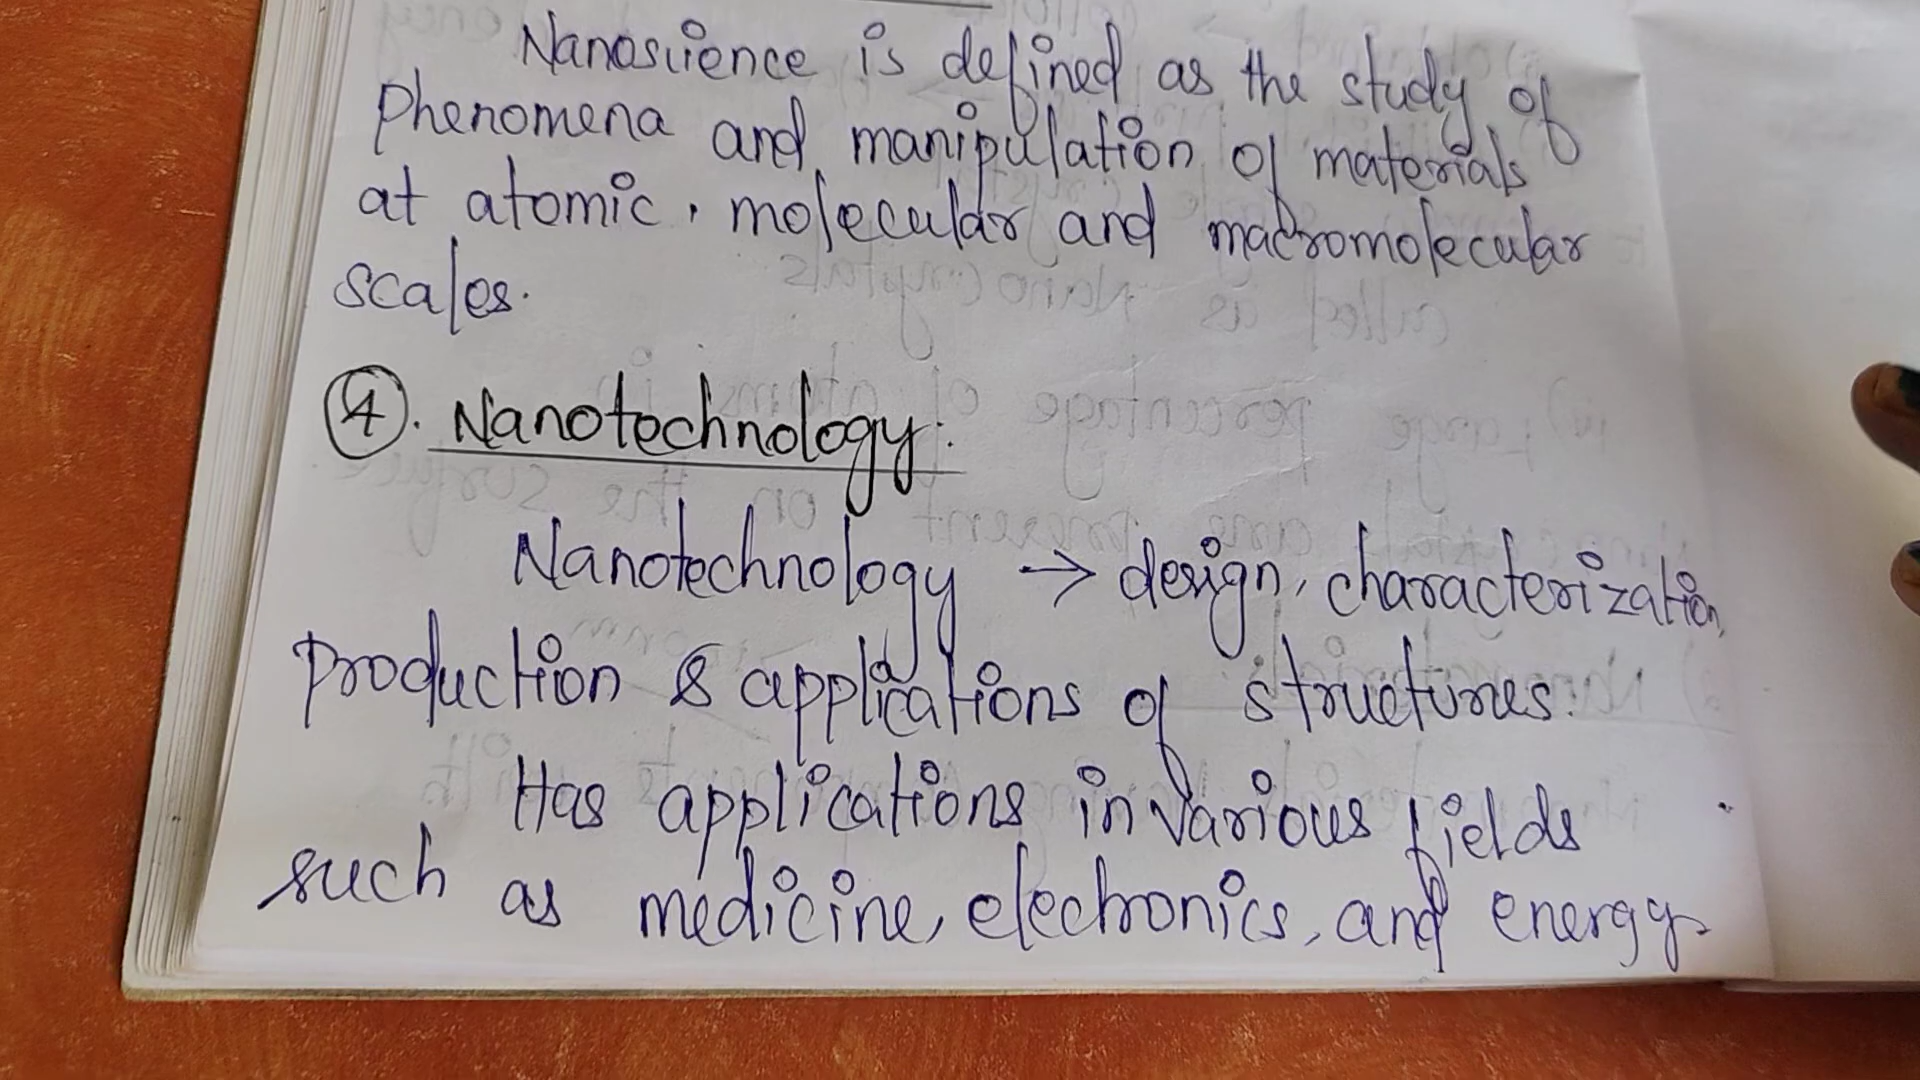 Nanoscience is defined as the study of
phenomena and manipulation of materials
at atomic, molecular and macromolecular
scales.
④. Nanotechnology:
Nanotechnology → design, characterization,
production & applications of structures.
Has applications in various fields
such as medicine, electronics, and energy.